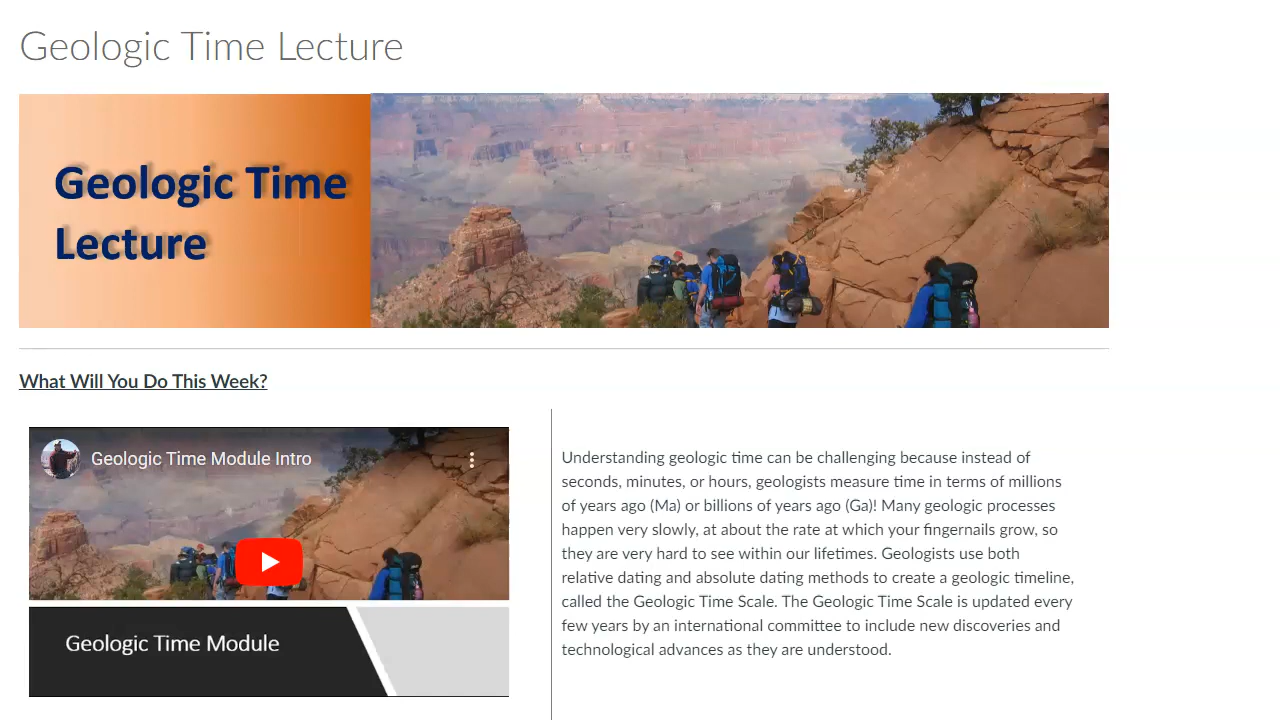 Geologic Time Lecture
Geologic Time
Lecture
What Will You Do This Week?
Geologic Time Module Intro
Geologic Time Module
Understanding geologic time can be challenging because instead of
seconds, minutes, or hours, geologists measure time in terms of millions
of years ago (Ma) or billions of years ago (Ga)! Many geologic processes
happen very slowly, at about the rate at which your fingernails grow, so
they are very hard to see within our lifetimes. Geologists use both
relative dating and absolute dating methods to create a geologic timeline,
called the Geologic Time Scale. The Geologic Time Scale is updated every
few years by an international committee to include new discoveries and
technological advances as they are understood.